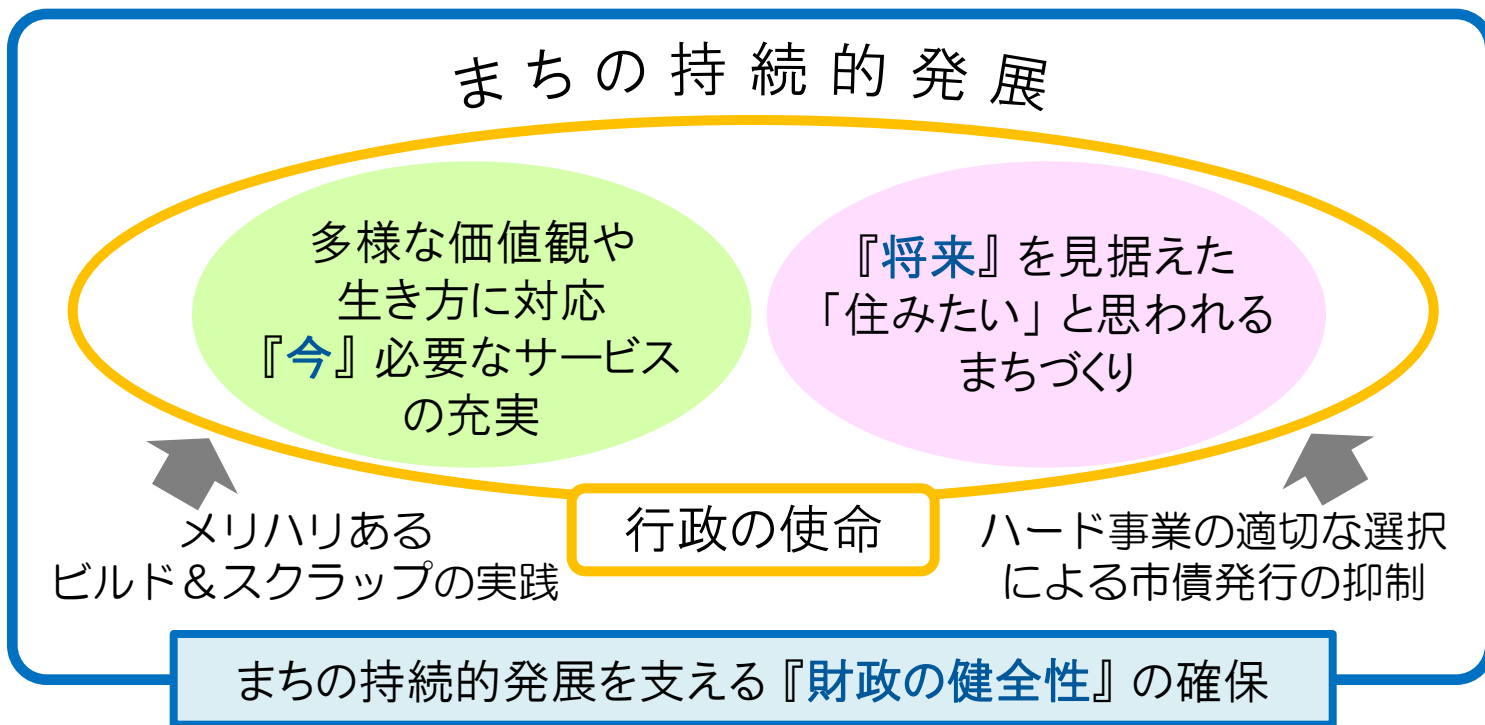 まちの持続的発展
多様な価値観や
生き方に対応
『今』必要なサービス
の充実
『将来』を見据えた
「住みたい」と思われる
まちづくり
行政の使命
メリハリある
ビルド&スクラップの実践
ハード事業の適切な選択
による市債発行の抑制
まちの持続的発展を支える『財政の健全性』の確保